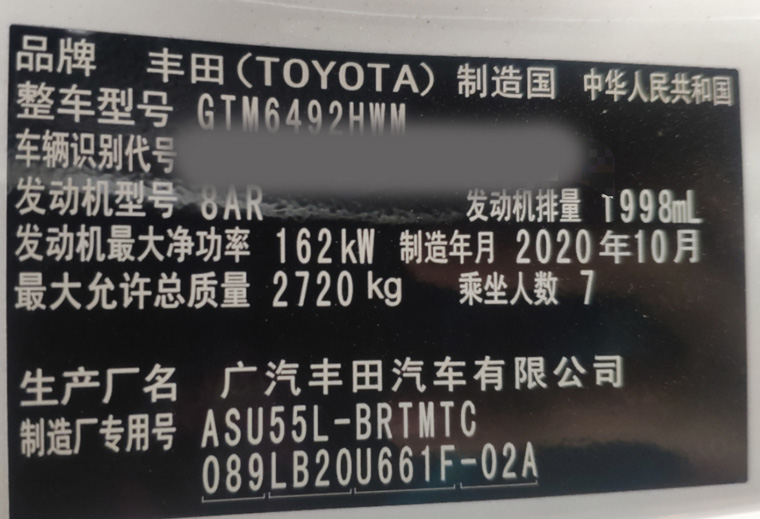 品牌 丰田(TOYOTA) 制造国 中华人民共和国
整车型号 GTM6492HWM
车辆识别代号
发动机型号 8AR 发动机排量 1998mL
发动机最大净功率 162kW 制造年月 2020年10月
最大允许总质量 2720kg 乘坐人数 7
生产厂名 广汽丰田汽车有限公司
制造厂专用号 ASU55L-BRTMTC
089LB20U661F-02A